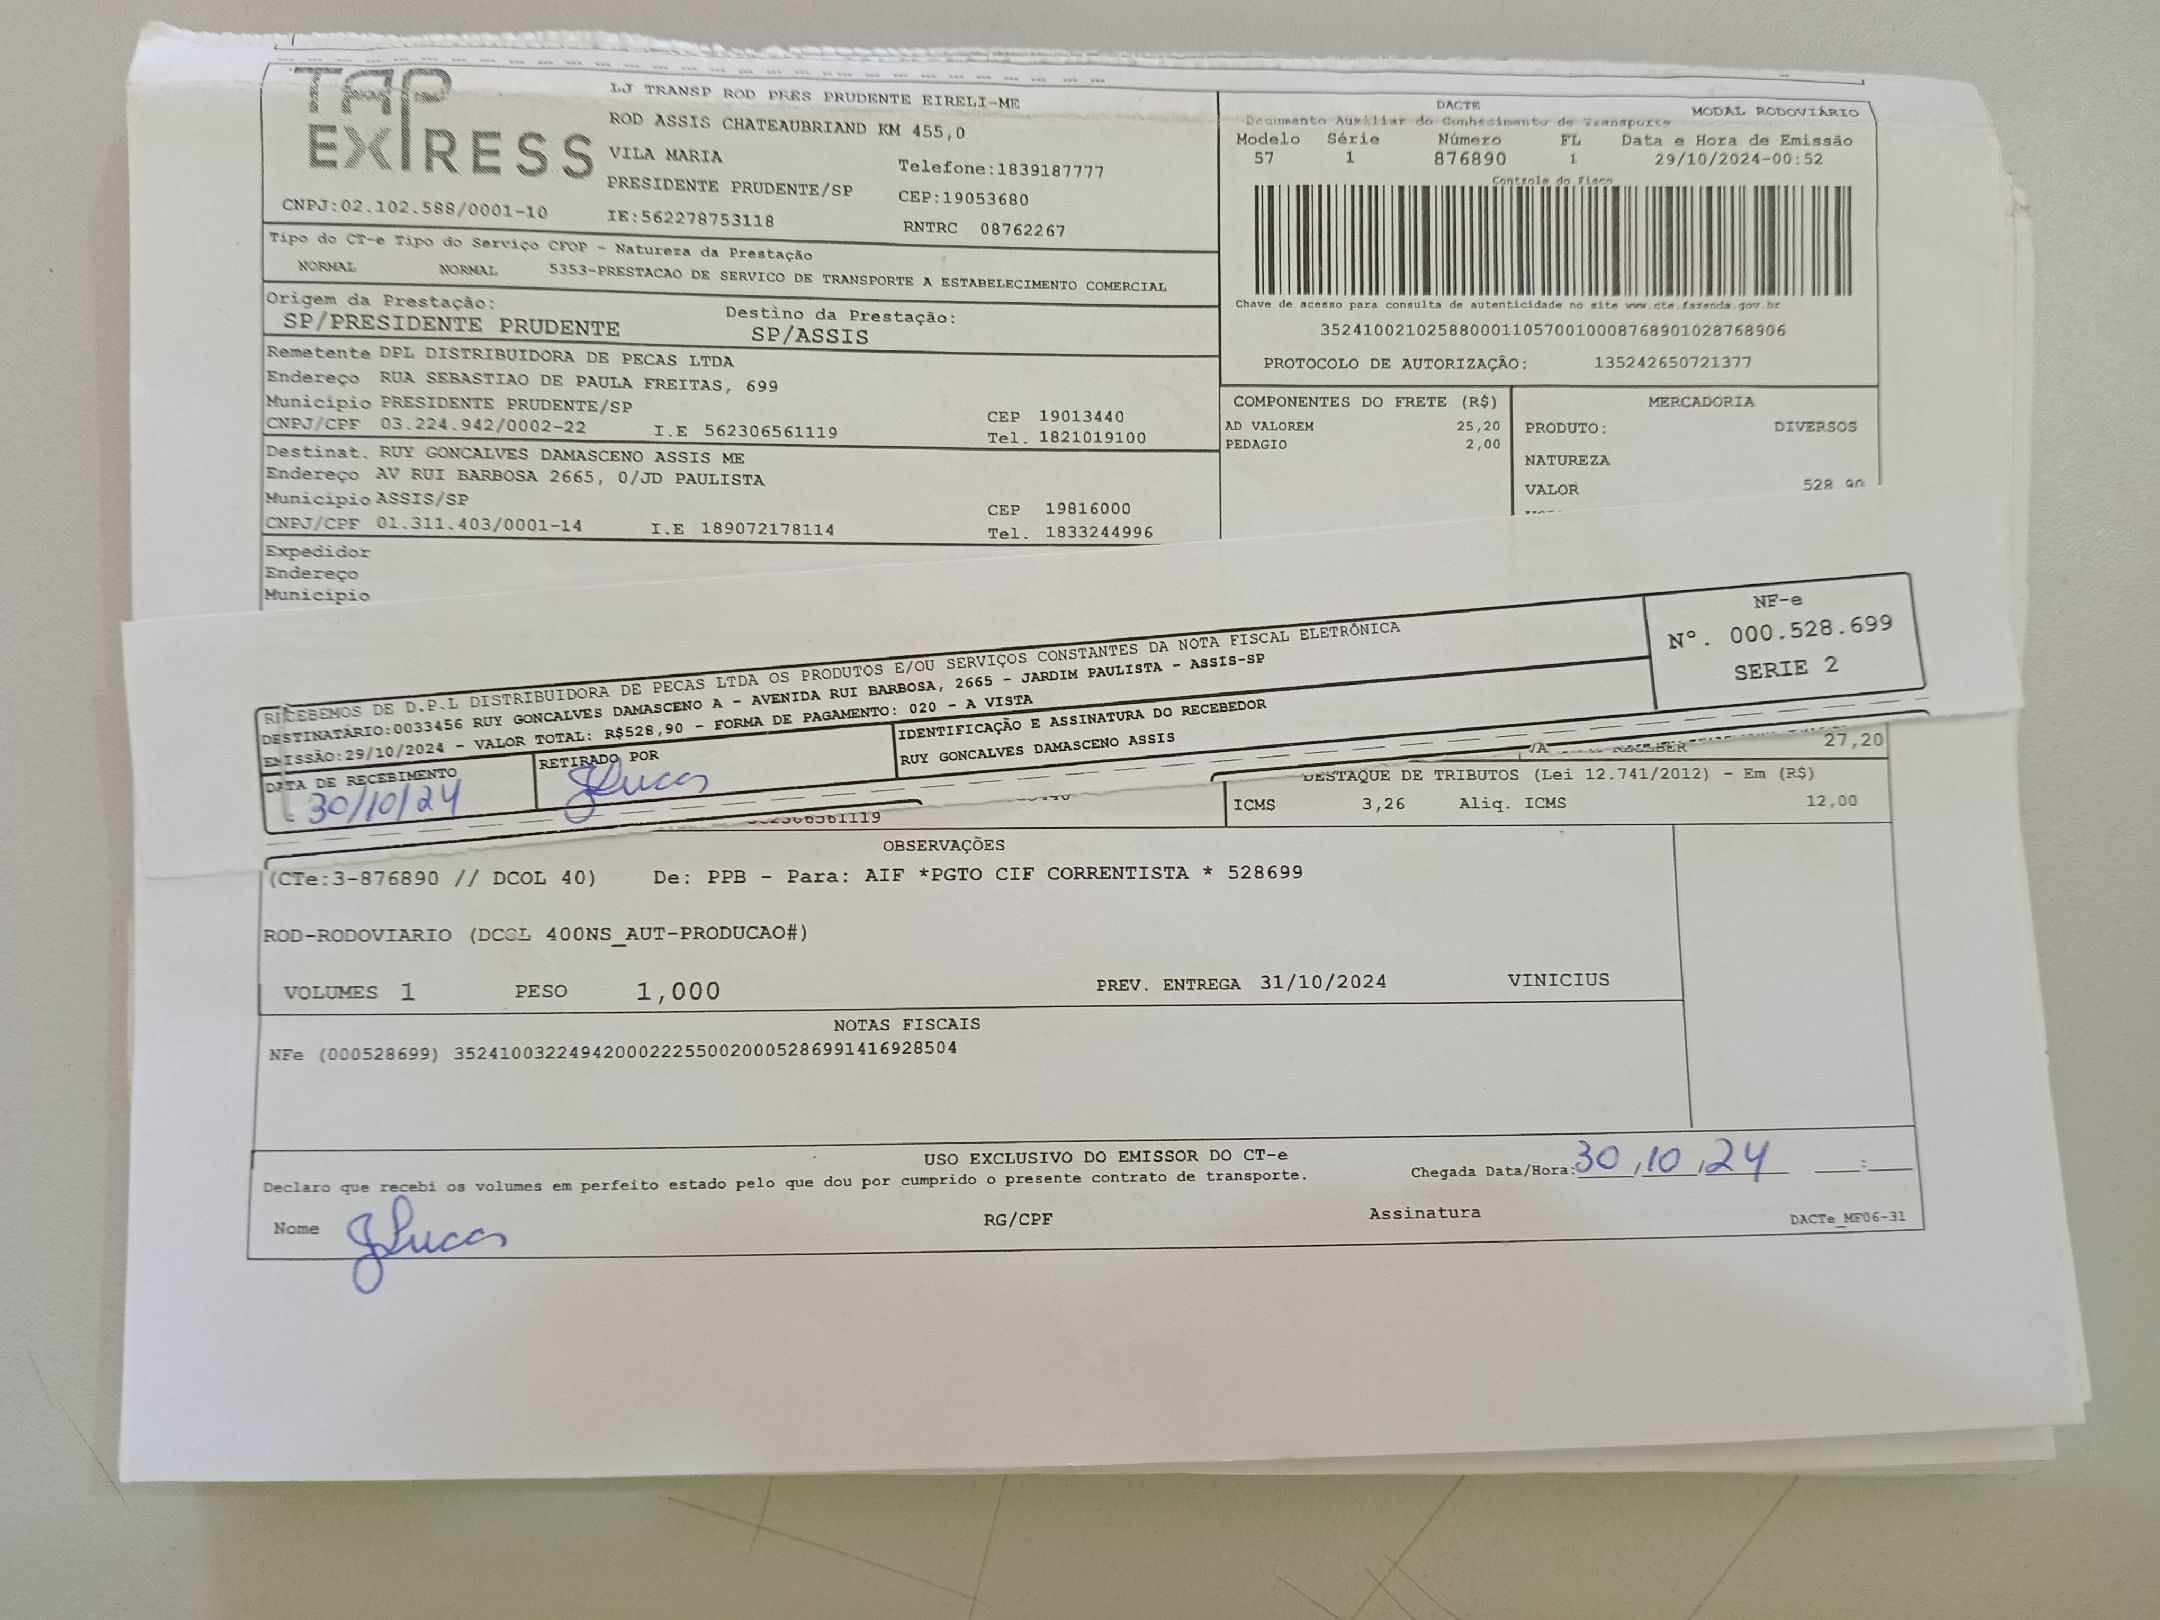 TAP
EXPRESS
CNPJ:02.102.588/0001-10
LJ TRANSP ROD PRES PRUDENTE EIRELI-ME
ROD ASSIS CHATEAUBRIAND KM 455,0
VILA MARIA Telefone:1839187777
PRESIDENTE PRUDENTE/SP CEP:19053680
IE:562278753118 RNTRC 08762267
DACTE MODAL RODOVIÁRIO
Documento Auxiliar do Conhecimento de Transporte
Modelo Série Número FL Data e Hora de Emissão
57 1 876890 1 29/10/2024-00:52
Controle do Fisco
Chave de acesso para consulta de autenticidade no site www.cte.fazenda.gov.br
35241002102588000110570010008768901028768906
PROTOCOLO DE AUTORIZAÇÃO: 135242650721377
Tipo do CT-e Tipo do Serviço CFOP - Natureza da Prestação
NORMAL NORMAL 5353-PRESTACAO DE SERVICO DE TRANSPORTE A ESTABELECIMENTO COMERCIAL
Origem da Prestação: Destino da Prestação:
SP/PRESIDENTE PRUDENTE SP/ASSIS
Remetente DPL DISTRIBUIDORA DE PECAS LTDA
Endereço RUA SEBASTIAO DE PAULA FREITAS, 699
Município PRESIDENTE PRUDENTE/SP CEP 19013440
CNPJ/CPF 03.224.942/0002-22 I.E 562306561119 Tel. 1821019100
Destinat. RUY GONCALVES DAMASCENO ASSIS ME
Endereço AV RUI BARBOSA 2665, 0/JD PAULISTA
Município ASSIS/SP CEP 19816000
CNPJ/CPF 01.311.403/0001-14 I.E 189072178114 Tel. 1833244996
Expedidor
Endereço
Município
COMPONENTES DO FRETE (R$)
AD VALOREM 25,20
PEDAGIO 2,00
MERCADORIA
PRODUTO: DIVERSOS
NATUREZA
VALOR 528,90
RECEBEMOS DE D.P.L DISTRIBUIDORA DE PECAS LTDA OS PRODUTOS E/OU SERVIÇOS CONSTANTES DA NOTA FISCAL ELETRÔNICA
DESTINATÁRIO:0033456 RUY GONCALVES DAMASCENO A - AVENIDA RUI BARBOSA, 2665 - JARDIM PAULISTA - ASSIS-SP
EMISSÃO:29/10/2024 - VALOR TOTAL: R$528,90 - FORMA DE PAGAMENTO: 020 - A VISTA
DATA DE RECEBIMENTO
30/10/24
RETIRADO POR
Lucas
IDENTIFICAÇÃO E ASSINATURA DO RECEBEDOR
RUY GONCALVES DAMASCENO ASSIS
NF-e
Nº. 000.528.699
SERIE 2
27,20
DESTAQUE DE TRIBUTOS (Lei 12.741/2012) - Em (R$)
ICMS 3,26 Aliq. ICMS 12,00
OBSERVAÇÕES
(CTe:3-876890 // DCOL 40) De: PPB - Para: AIF *PGTO CIF CORRENTISTA * 528699
ROD-RODOVIARIO (DCOL 400NS_AUT-PRODUCAO#)
VOLUMES 1 PESO 1,000 PREV. ENTREGA 31/10/2024 VINICIUS
NOTAS FISCAIS
NFe (000528699) 35241003224942000222550020005286991416928504
USO EXCLUSIVO DO EMISSOR DO CT-e
Declaro que recebi os volumes em perfeito estado pelo que dou por cumprido o presente contrato de transporte. Chegada Data/Hora: 30,10,24 :
Nome Lucas RG/CPF Assinatura DACTe_MF06-31